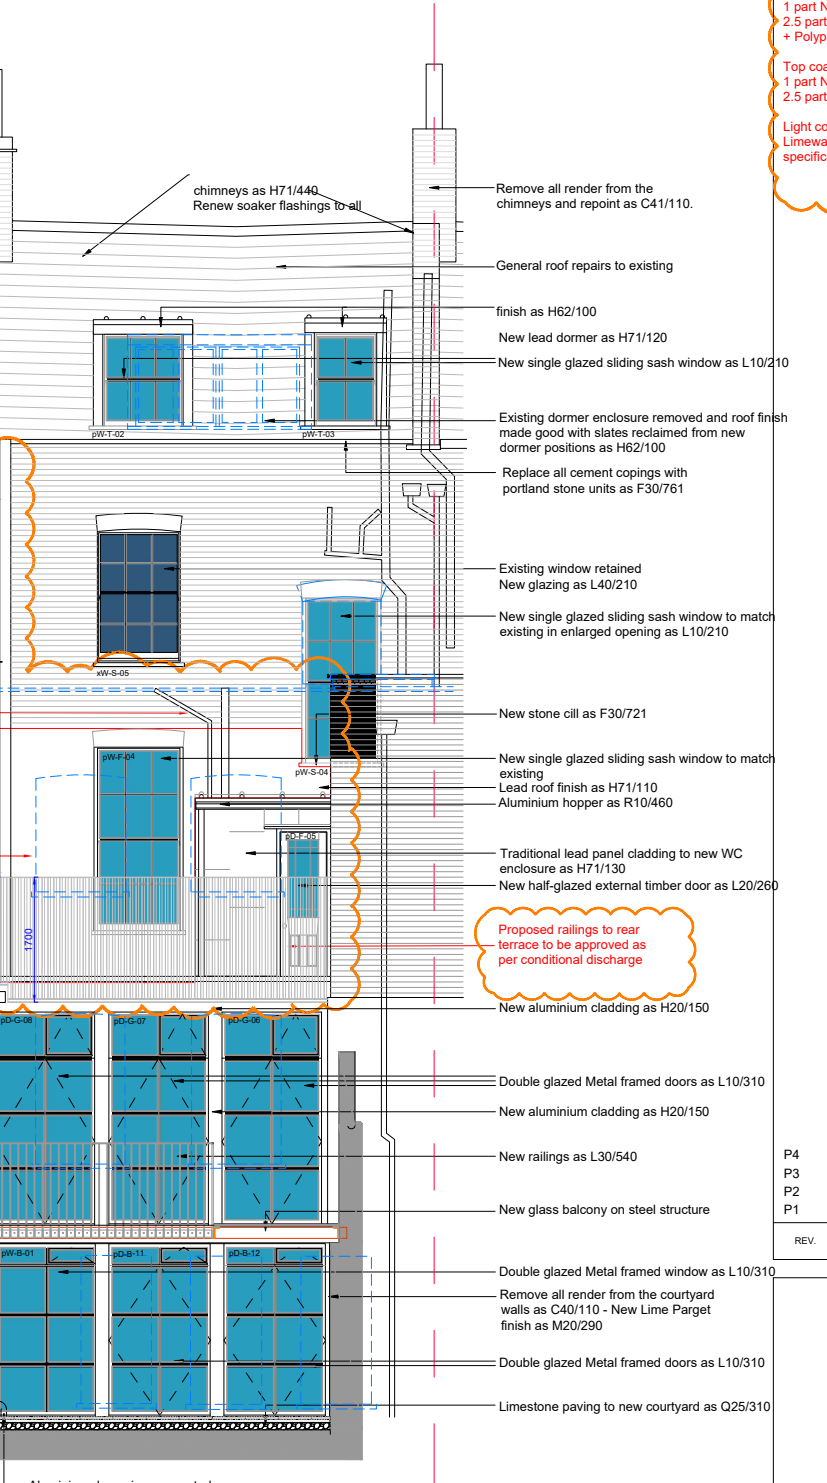 1 part N
2.5 part
+ Polyp
Top coa
1 part N
2.5 part
Light co
Limewa
specific
chimneys as H71/440
Renew soaker flashings to all
Remove all render from the
chimneys and repoint as C41/110.
General roof repairs to existing
finish as H62/100
New lead dormer as H71/120
New single glazed sliding sash window as L10/210
Existing dormer enclosure removed and roof finish
made good with slates reclaimed from new
dormer positions as H62/100
pW-T-02
pW-T-03
Replace all cement copings with
portland stone units as F30/761
Existing window retained
New glazing as L40/210
New single glazed sliding sash window to match
existing in enlarged opening as L10/210
xW-S-05
New stone cill as F30/721
pW-F-04
pW-S-04
New single glazed sliding sash window to match
existing
Lead roof finish as H71/110
Aluminium hopper as R10/460
pD-F-05
Traditional lead panel cladding to new WC
enclosure as H71/130
New half-glazed external timber door as L20/260
1700
Proposed railings to rear
terrace to be approved as
per conditional discharge
New aluminium cladding as H20/150
pD-G-08
pD-G-07
pD-G-06
Double glazed Metal framed doors as L10/310
New aluminium cladding as H20/150
New railings as L30/540
New glass balcony on steel structure
P4
P3
P2
P1
REV.
pW-B-01
pD-B-11
pD-B-12
Double glazed Metal framed window as L10/310
Remove all render from the courtyard
walls as C40/110 - New Lime Parget
finish as M20/290
Double glazed Metal framed doors as L10/310
Limestone paving to new courtyard as Q25/310